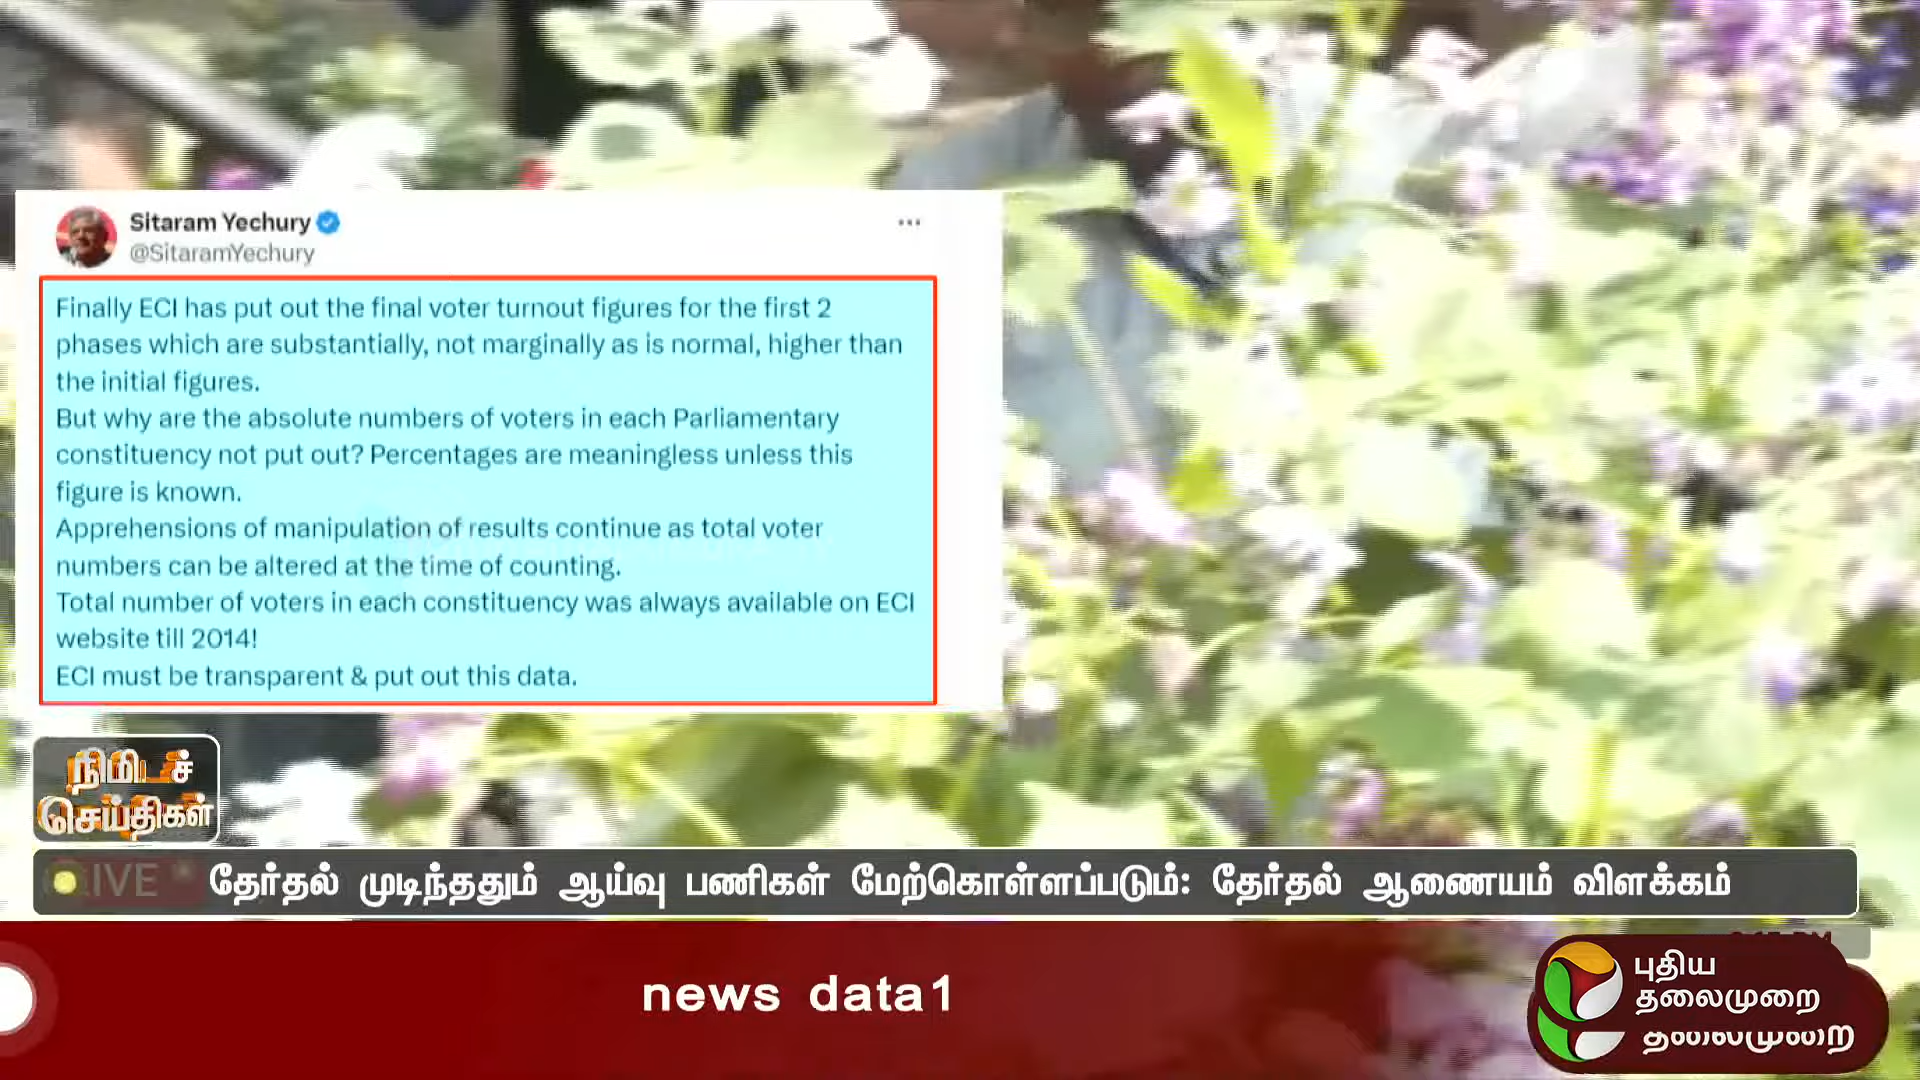 Sitaram Yechury
@SitaramYechury
Finally ECI has put out the final voter turnout figures for the first 2
phases which are substantially, not marginally as is normal, higher than
the initial figures.
But why are the absolute numbers of voters in each Parliamentary
constituency not put out? Percentages are meaningless unless this
figure is known.
Apprehensions of manipulation of results continue as total voter
numbers can be altered at the time of counting.
Total number of voters in each constituency was always available on ECI
website till 2014!
ECI must be transparent & put out this data.
நிமிடச்
செய்திகள்
LIVE தேர்தல் முடிந்ததும் ஆய்வு பணிகள் மேற்கொள்ளப்படும்: தேர்தல் ஆணையம் விளக்கம்
news data1
புதிய
தலைமுறை
தலைமுறை